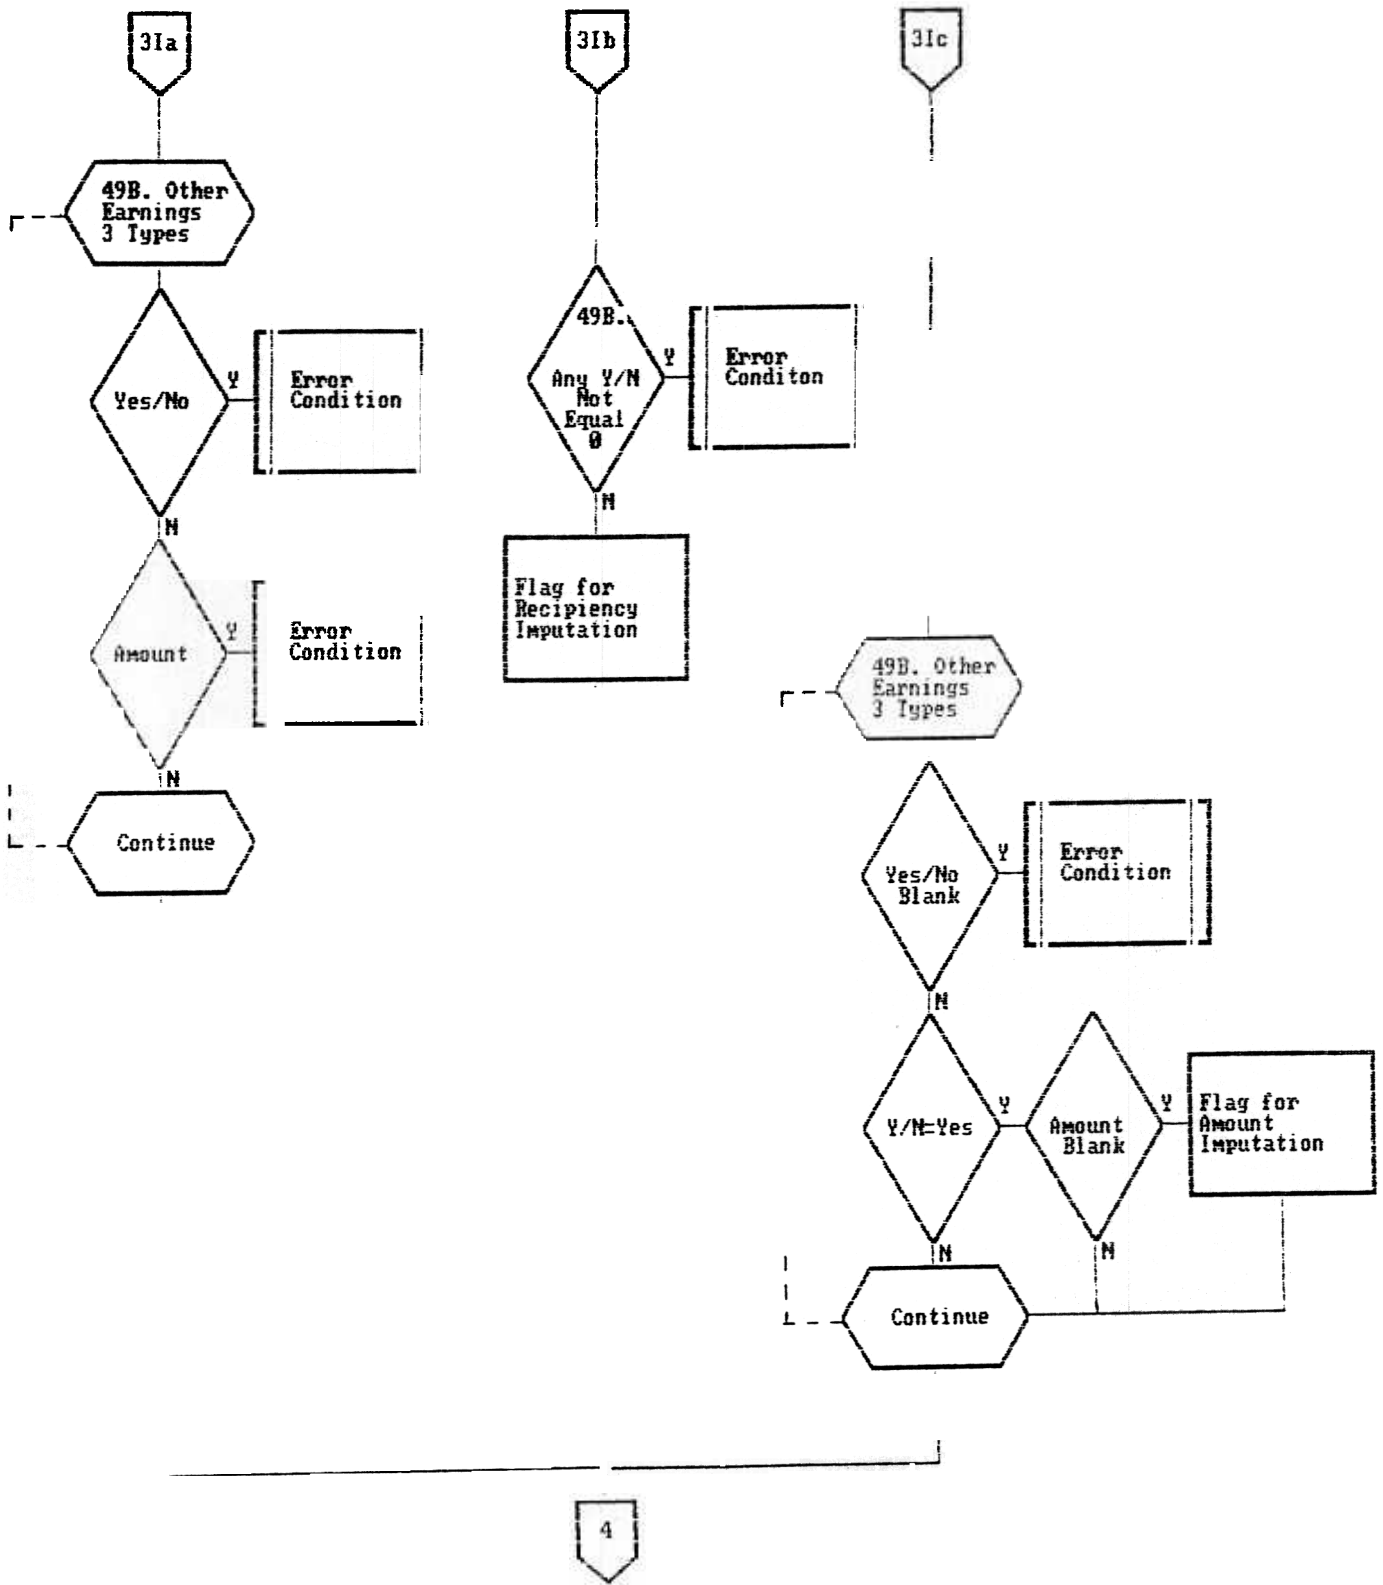 3Ia
49B. Other
Earnings
3 Types
Yes/No
Y
Error
Condition
N
Amount
Y
Error
Condition
N
Continue
3Ib
49B.
Any Y/N
Not
Equal
0
Y
Error
Conditon
N
Flag for
Recipiency
Imputation
3Ic
49B. Other
Earnings
3 Types
Yes/No
Blank
Y
Error
Condition
N
Y/N=Yes
Y
Amount
Blank
Y
Flag for
Amount
Imputation
N
N
Continue
4